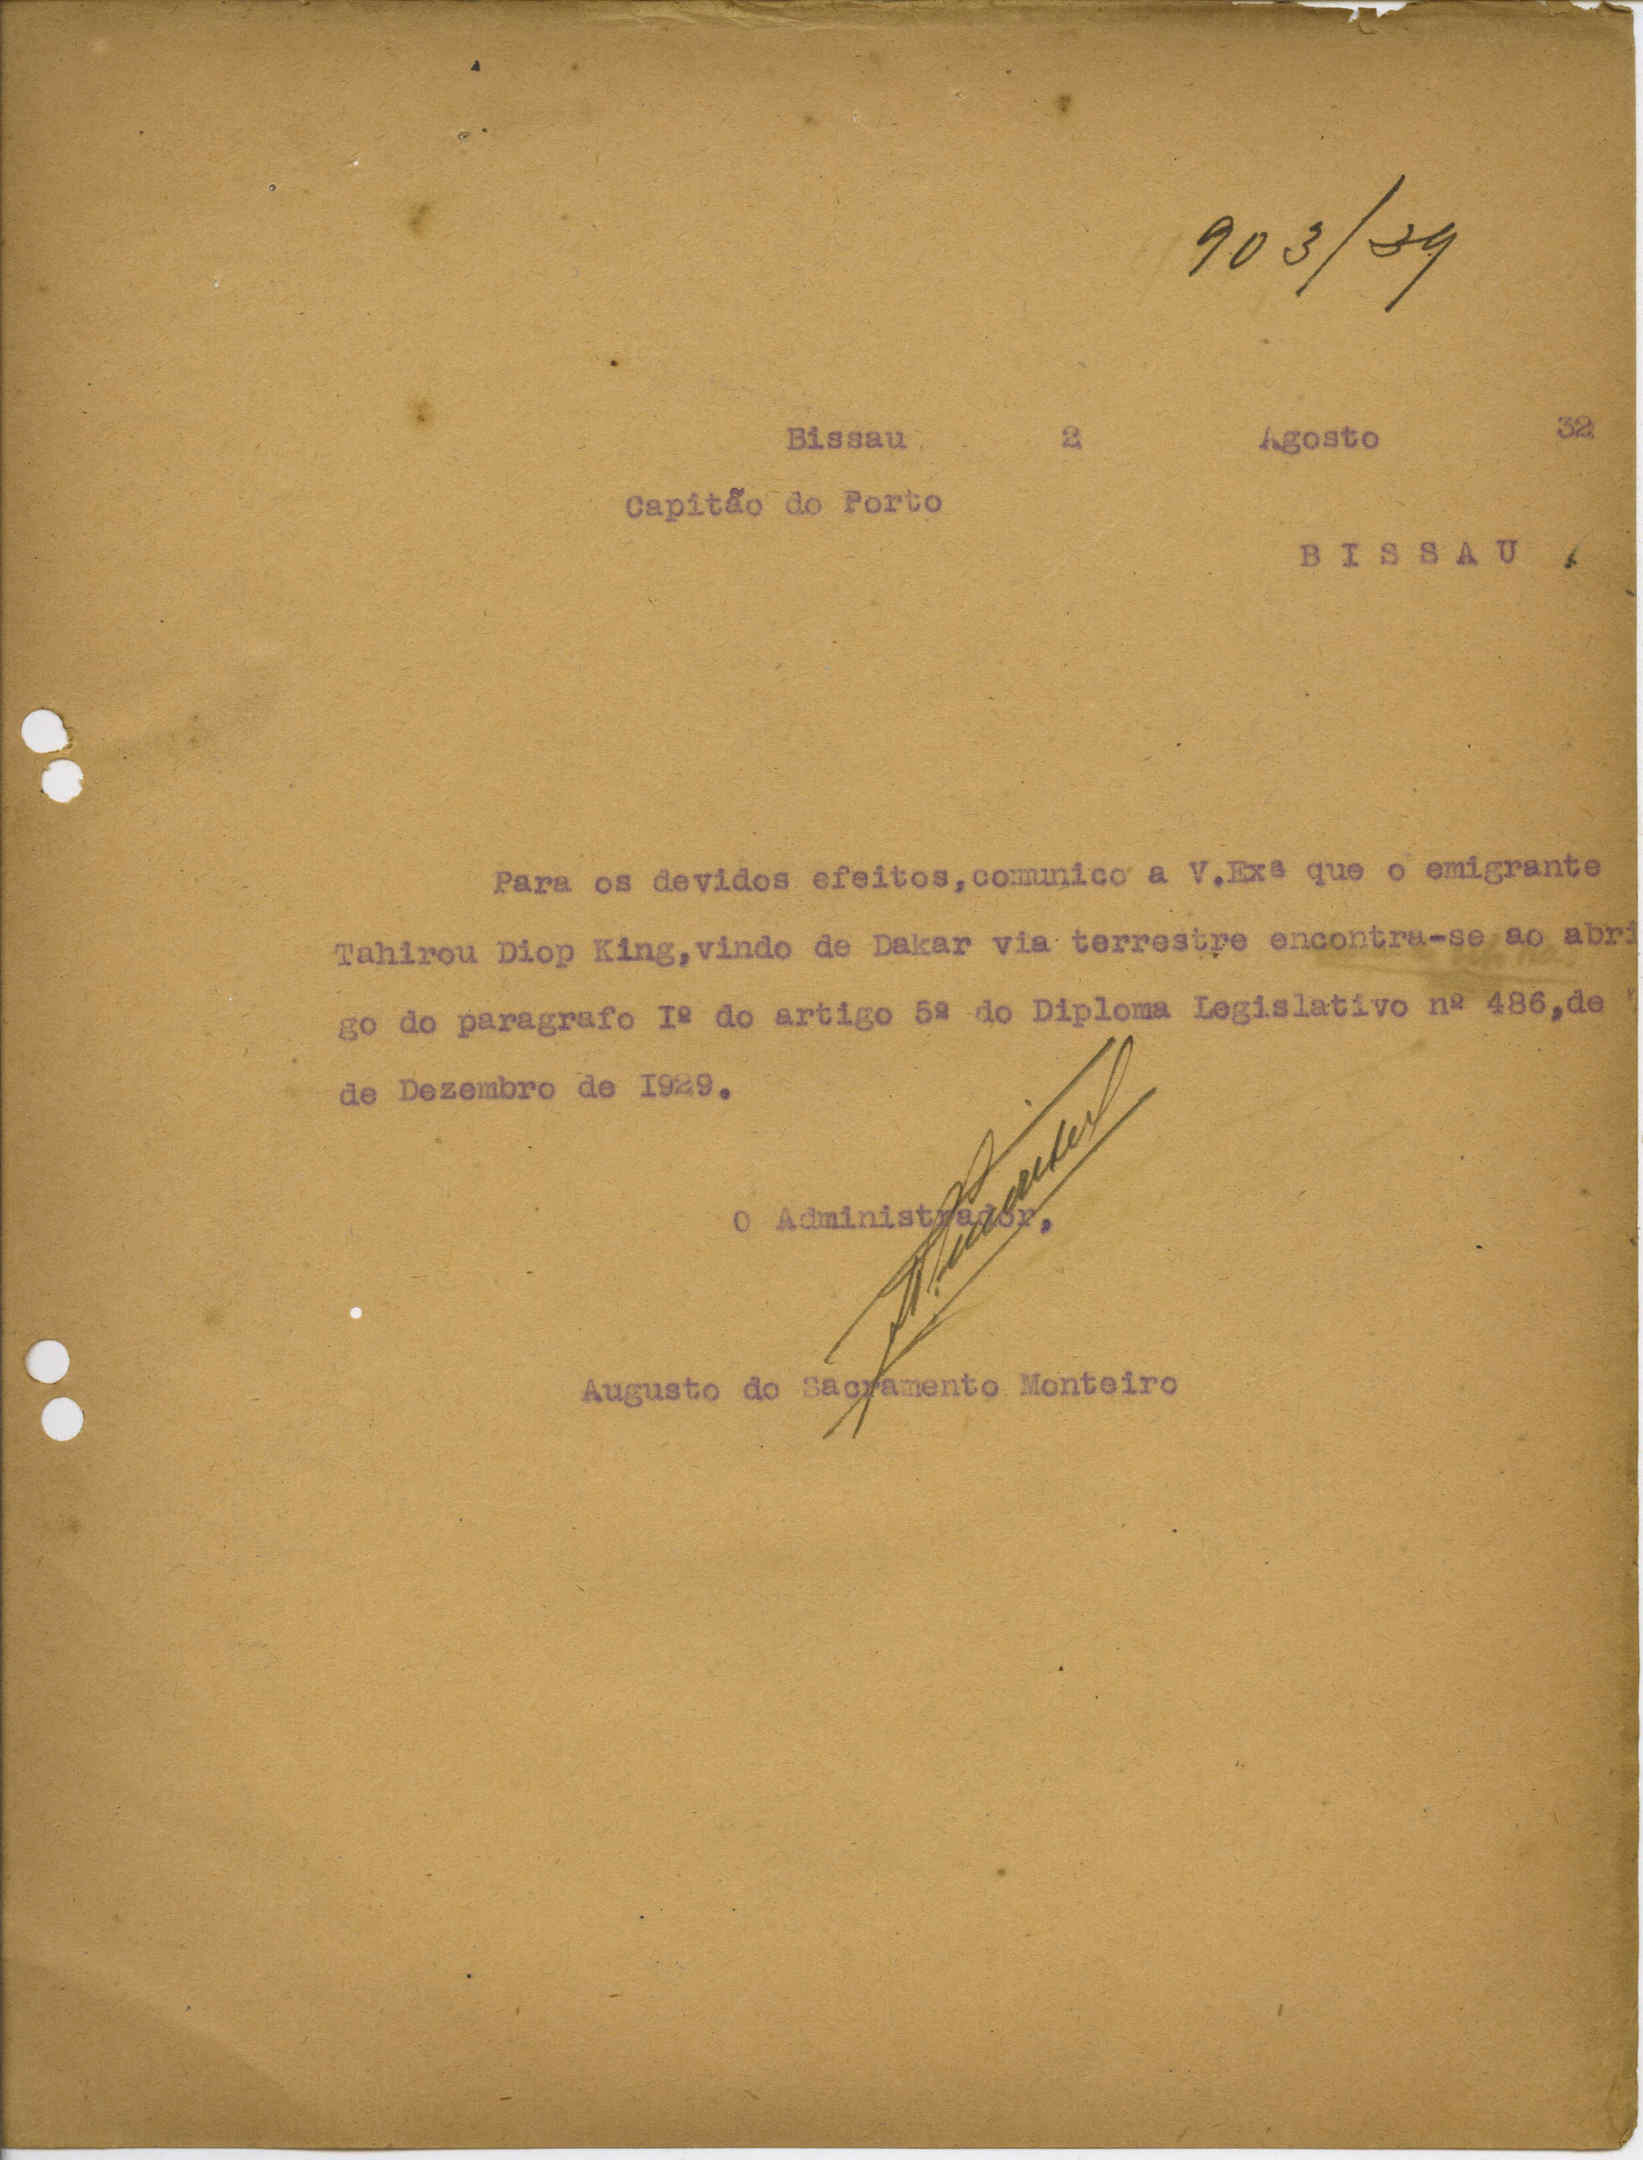 903/39
Bissau 2 Agosto 32
Capitão do Porto
B I S S A U
Para os devidos efeitos,comunico a V.Exª que o emigrante
Tahirou Diop King,vindo de Dakar via terrestre encontra-se ao abri
go do paragrafo Iº do artigo 5º do Diploma Legislativo nº 486,de
de Dezembro de I929.
O Administrador,
Augusto do Sacramento Monteiro